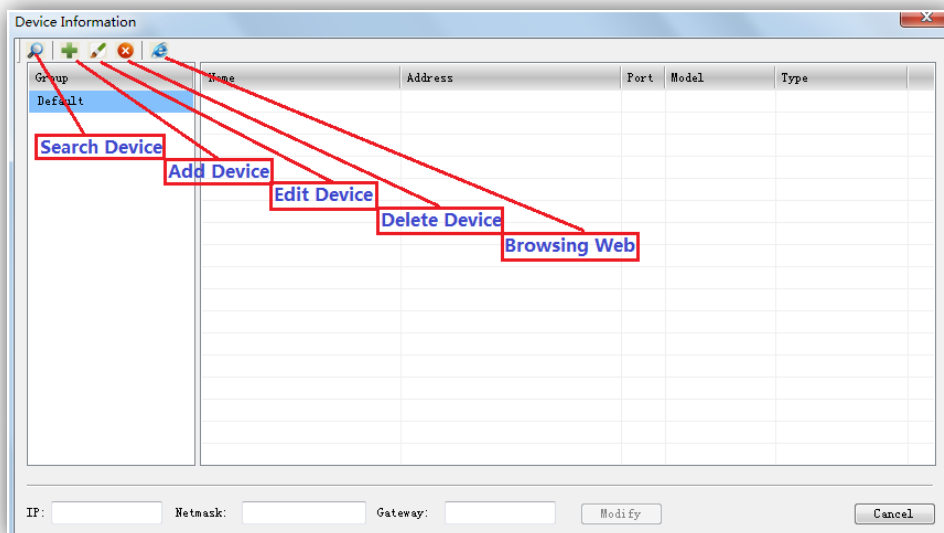 Device Information
Group Name Address Port Model Type
Default
Search Device
Add Device
Edit Device
Delete Device
Browsing Web
IP: Netmask: Gateway: Modify Cancel